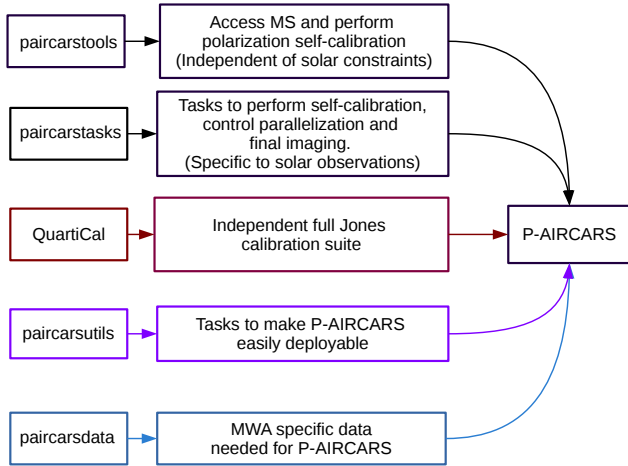 paircarstools
Access MS and perform
polarization self-calibration
(Independent of solar constraints)
paircarstasks
Tasks to perform self-calibration,
control parallelization and
final imaging.
(Specific to solar observations)
QuartiCal
Independent full Jones
calibration suite
P-AIRCARS
paircarsutils
Tasks to make P-AIRCARS
easily deployable
paircarsdata
MWA specific data
needed for P-AIRCARS